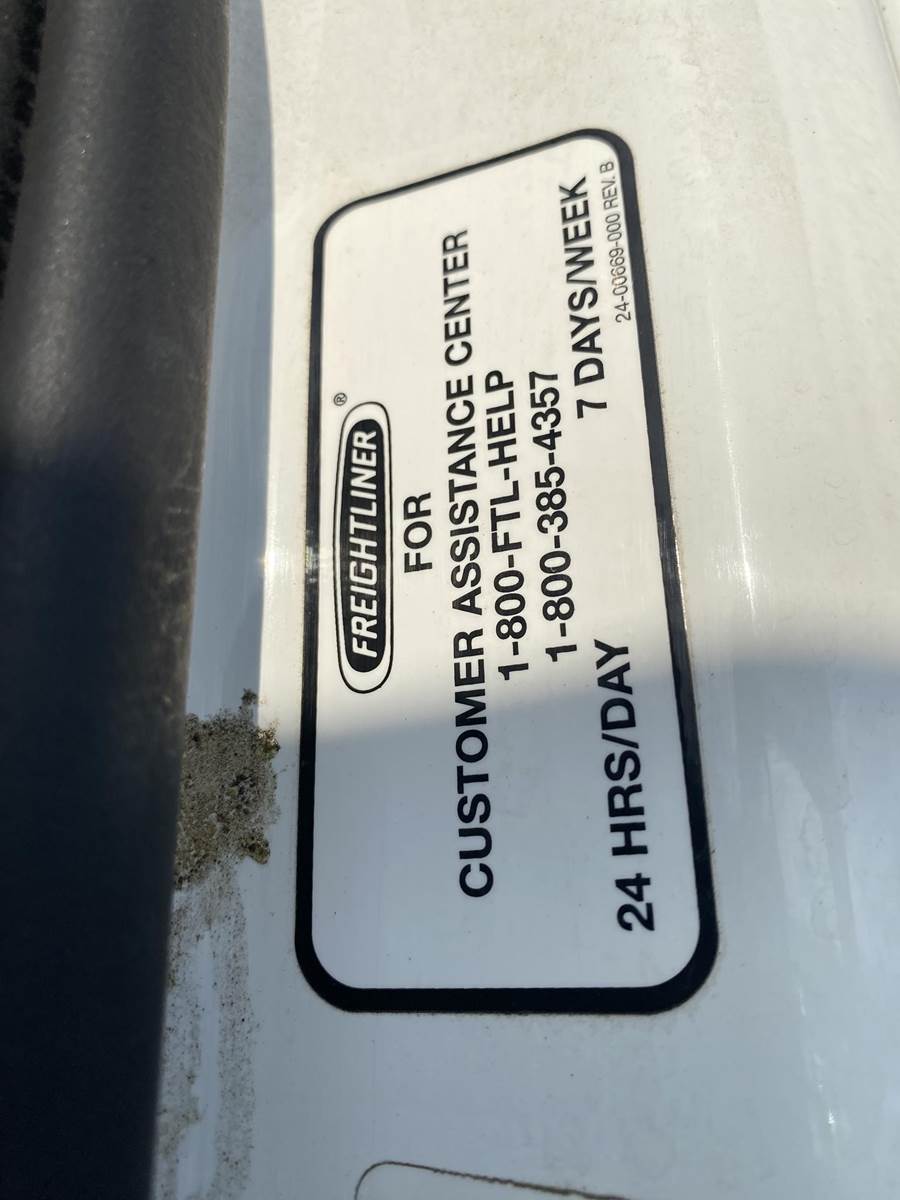 FREIGHTLINER®
FOR
CUSTOMER ASSISTANCE CENTER
1-800-FTL-HELP
1-800-385-4357
24 HRS/DAY 7 DAYS/WEEK
24-00669-000 REV. B